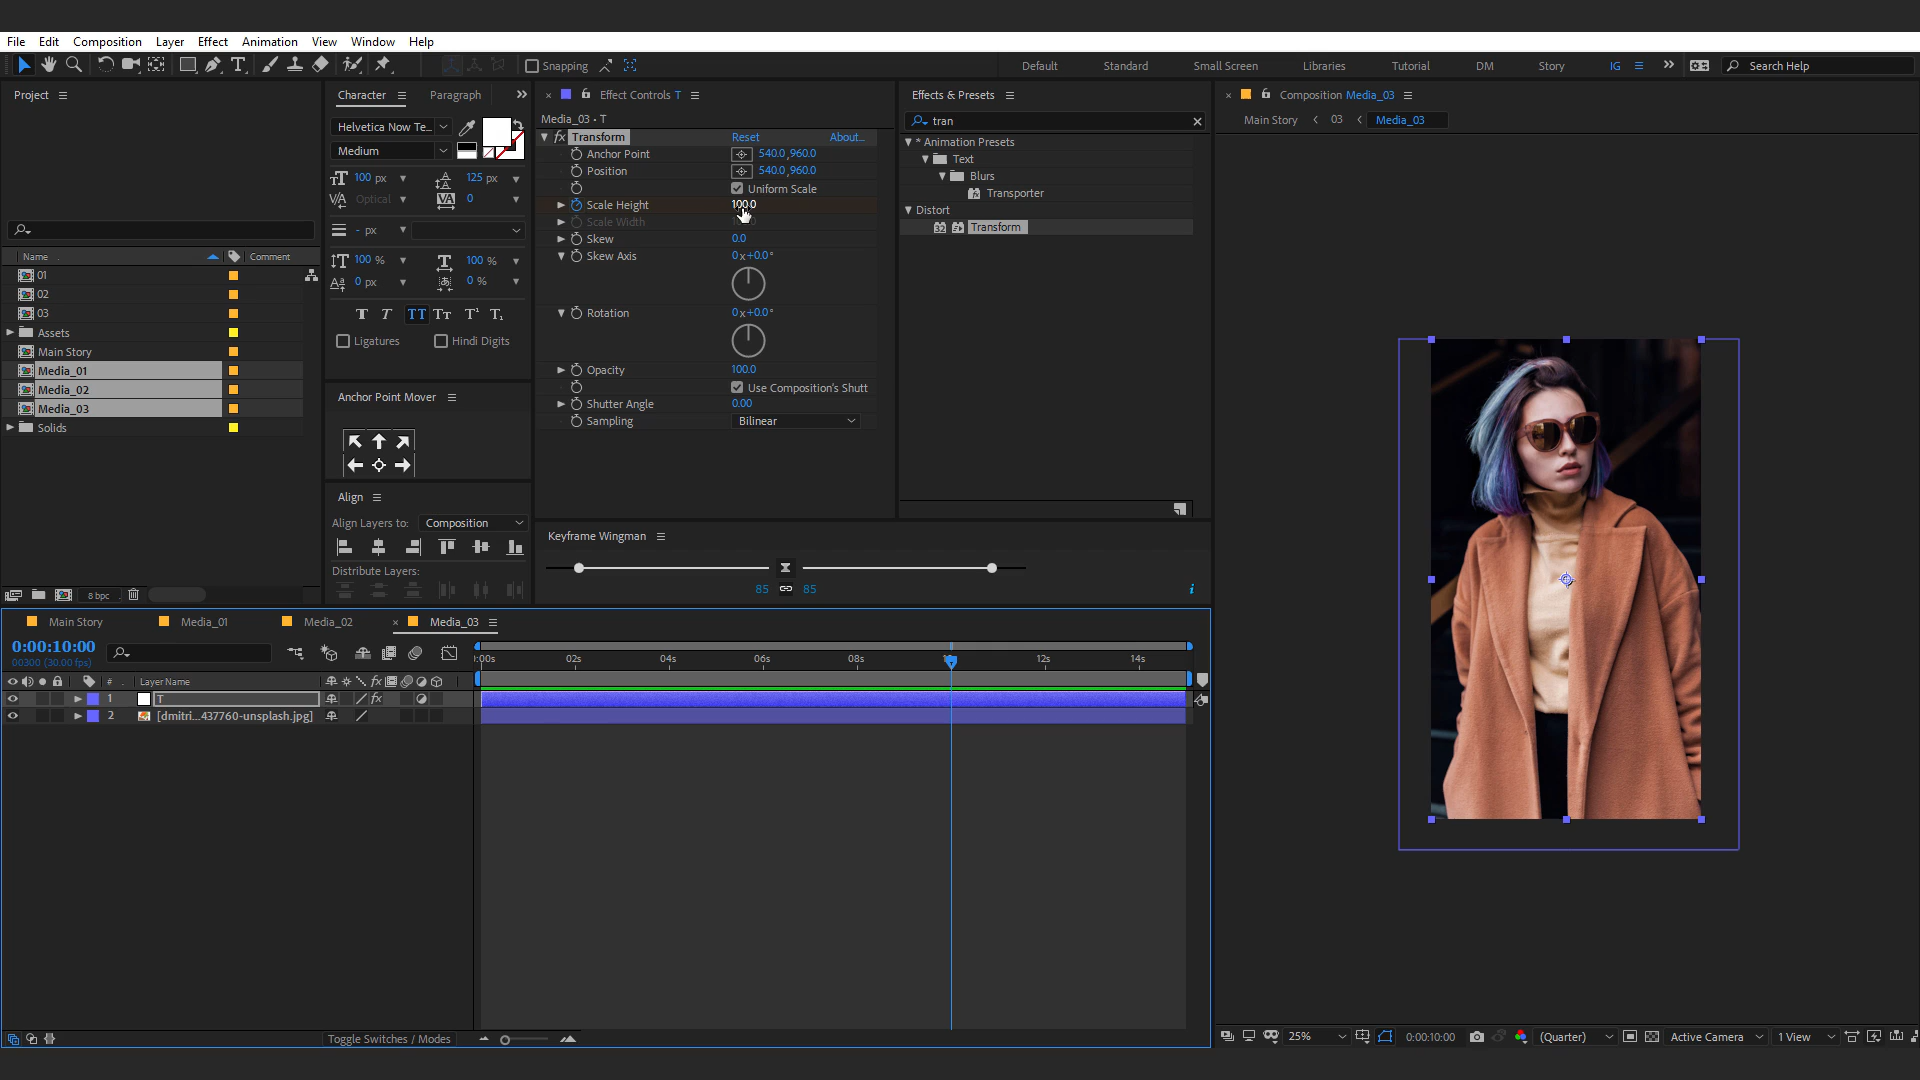 File Edit Composition Layer Effect Animation View Window Help
Snapping
Default Standard Small Screen Libraries Tutorial DM Story IG Search Help
Project
Name Comment
01
02
03
Assets
Main Story
Media_01
Media_02
Media_03
Solids
8 bpc
Character Paragraph
Helvetica Now Te...
Medium
100 px 125 px
Optical 0
- px
100 % 100 %
0 px 0 %
Ligatures Hindi Digits
Anchor Point Mover
Align
Align Layers to: Composition
Distribute Layers:
Effect Controls T
Media_03 • T
fx Transform Reset About...
Anchor Point 540.0,960.0
Position 540.0,960.0
Uniform Scale
Scale Height 100.0
Scale Width
Skew 0.0
Skew Axis 0x+0.0°
Rotation 0x+0.0°
Opacity 100.0
Use Composition's Shutt
Shutter Angle 0.00
Sampling Bilinear
Effects & Presets
tran
* Animation Presets
Text
Blurs
Transporter
Distort
Transform
Keyframe Wingman
85 85
Composition Media_03
Main Story 03 Media_03
Main Story Media_01 Media_02 Media_03
0:00:10:00
00300 (30.00 fps)
:00s 02s 04s 06s 08s 12s 14s
# Layer Name
1 T
2 [dmitri...437760-unsplash.jpg]
Toggle Switches / Modes
25% 0:00:10:00 (Quarter) Active Camera 1 View